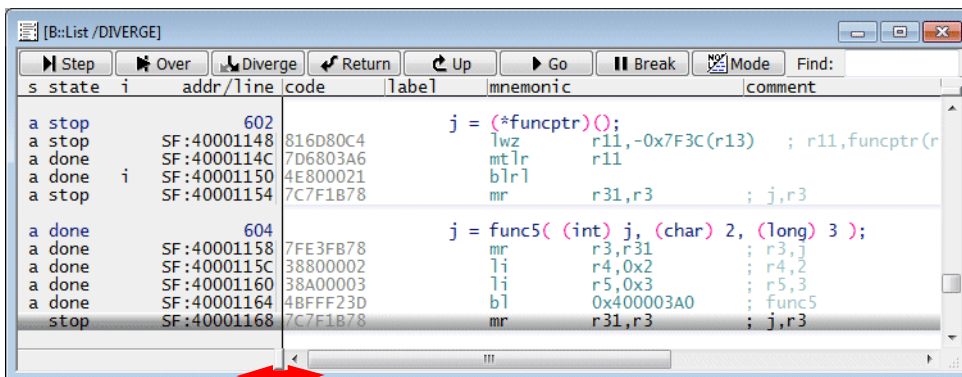 [B::List /DIVERGE]
Step Over Diverge Return Up Go Break Mode Find:
s state i addr/line code label mnemonic comment
a stop 602 j = (*funcptr)();
a stop SF:40001148 816D80C4 lwz r11,-0x7F3C(r13) ; r11,funcptr(r
a done SF:4000114C 7D6803A6 mtlr r11
a done i SF:40001150 4E800021 blrl
a stop SF:40001154 7C7F1B78 mr r31,r3 ; j,r3
a done 604 j = func5( (int) j, (char) 2, (long) 3 );
a done SF:40001158 7FE3FB78 mr r3,r31 ; r3,j
a done SF:4000115C 38800002 li r4,0x2 ; r4,2
a done SF:40001160 38A00003 li r5,0x3 ; r5,3
a done SF:40001164 4BFFF23D bl 0x400003A0 ; func5
stop SF:40001168 7C7F1B78 mr r31,r3 ; j,r3